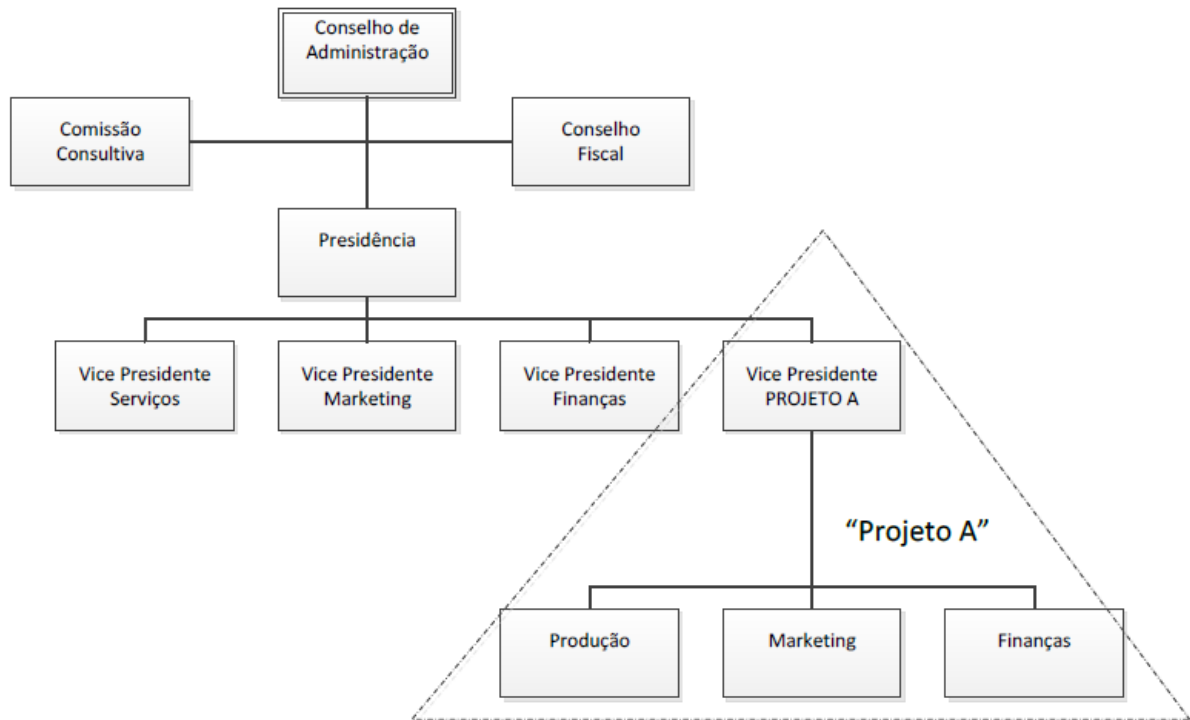 Conselho de
Administração
Comissão
Consultiva
Conselho
Fiscal
Presidência
Vice Presidente
Serviços
Vice Presidente
Marketing
Vice Presidente
Finanças
Vice Presidente
PROJETO A
“Projeto A”
Produção
Marketing
Finanças